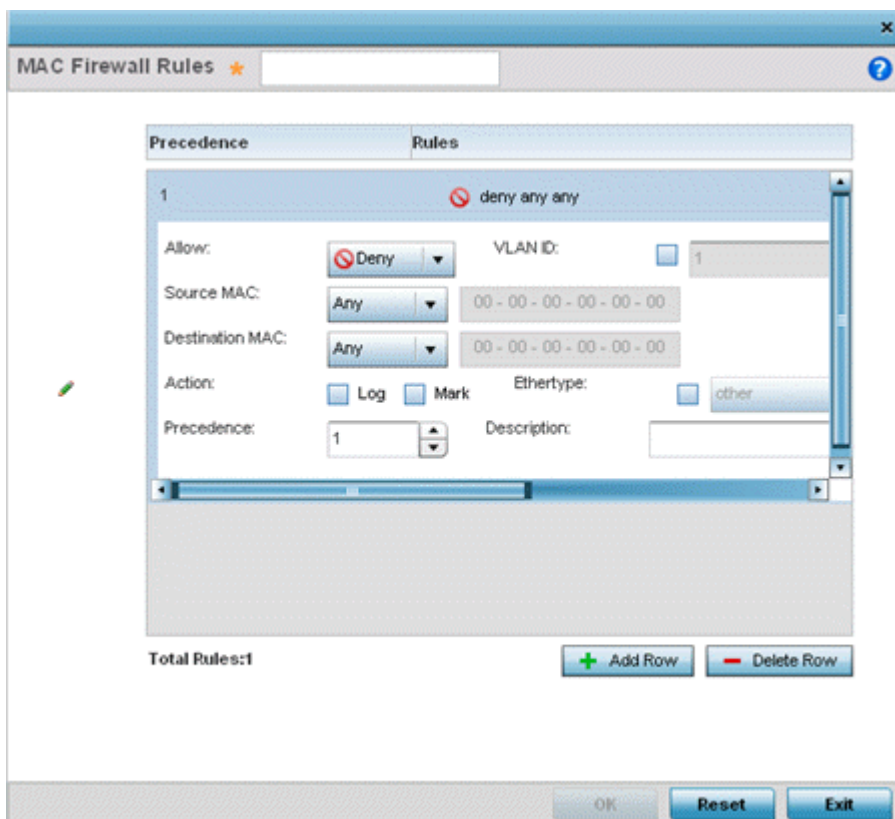 MAC Firewall Rules *
Precedence Rules
1 deny any any
Allow: Deny VLAN ID: 1
Source MAC: Any 00 - 00 - 00 - 00 - 00 - 00
Destination MAC: Any 00 - 00 - 00 - 00 - 00 - 00
Action: Log Mark Ethertype: other
Precedence: 1 Description:
Total Rules:1 Add Row Delete Row
OK Reset Exit